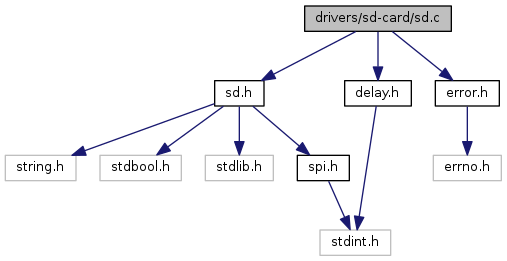 drivers/sd-card/sd.c
sd.h
delay.h
error.h
string.h
stdbool.h
stdlib.h
spi.h
errno.h
stdint.h